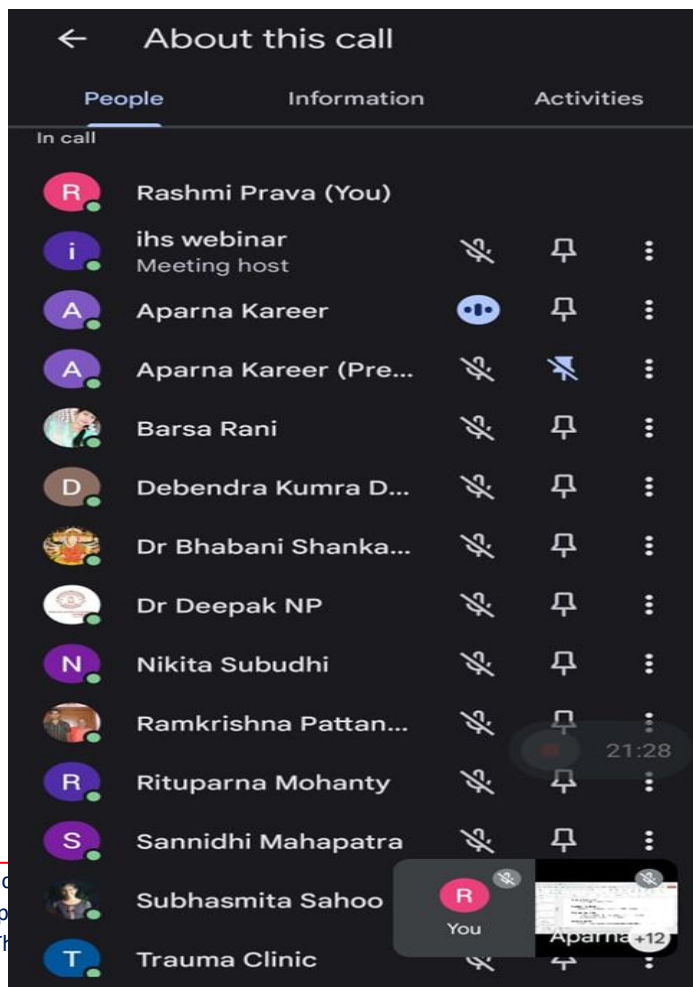 About this call
People Information Activities
In call
R Rashmi Prava (You)
i ihs webinar
Meeting host
A Aparna Kareer
A Aparna Kareer (Pre...
Barsa Rani
D Debendra Kumra D...
Dr Bhabani Shanka...
Dr Deepak NP
N Nikita Subudhi
Ramkrishna Pattan...
21:28
R Rituparna Mohanty
S Sannidhi Mahapatra
Subhasmita Sahoo
R
You
Aparna +12
T Trauma Clinic